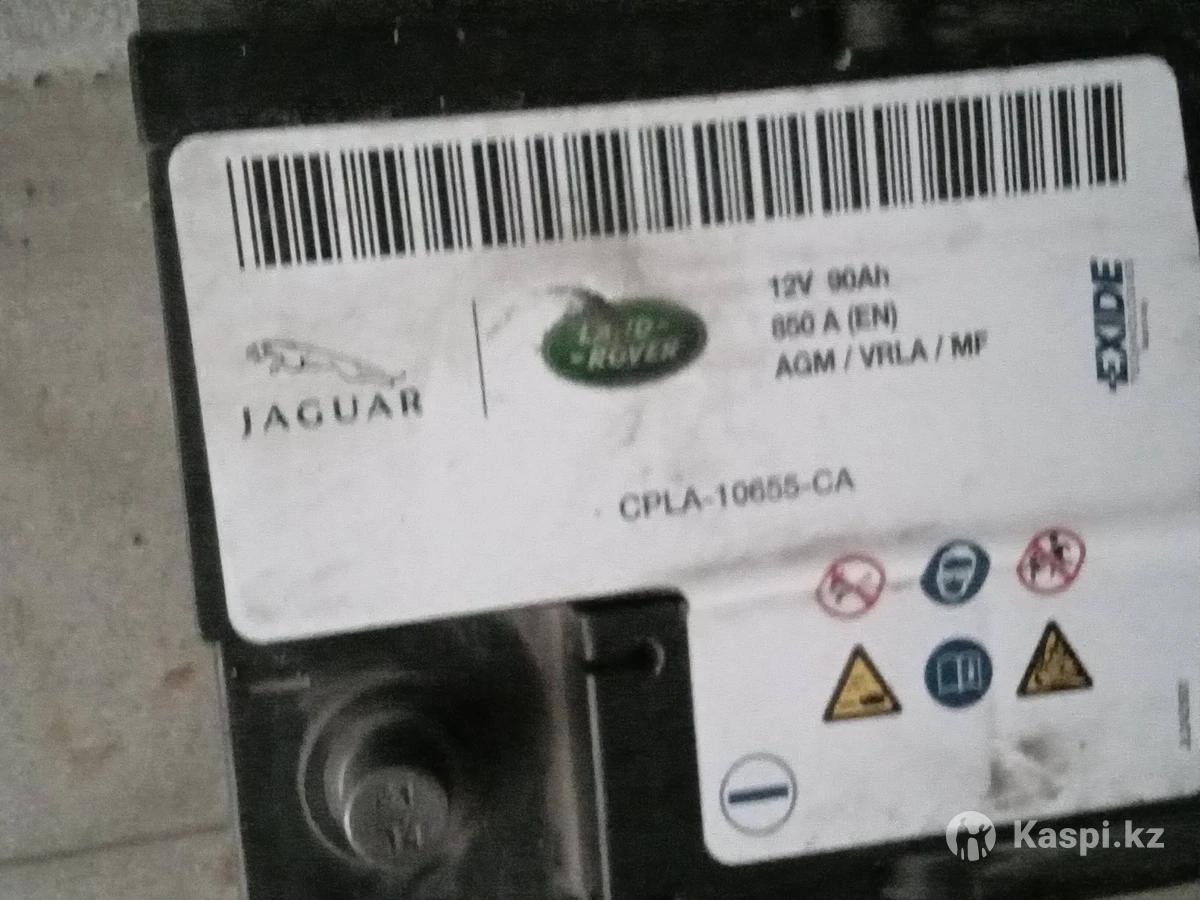 JAGUAR
LAND-
-ROVER
12V 90Ah
850 A (EN)
AGM / VRLA / MF
EXIDE
CPLA-10655-CA
Kaspi.kz